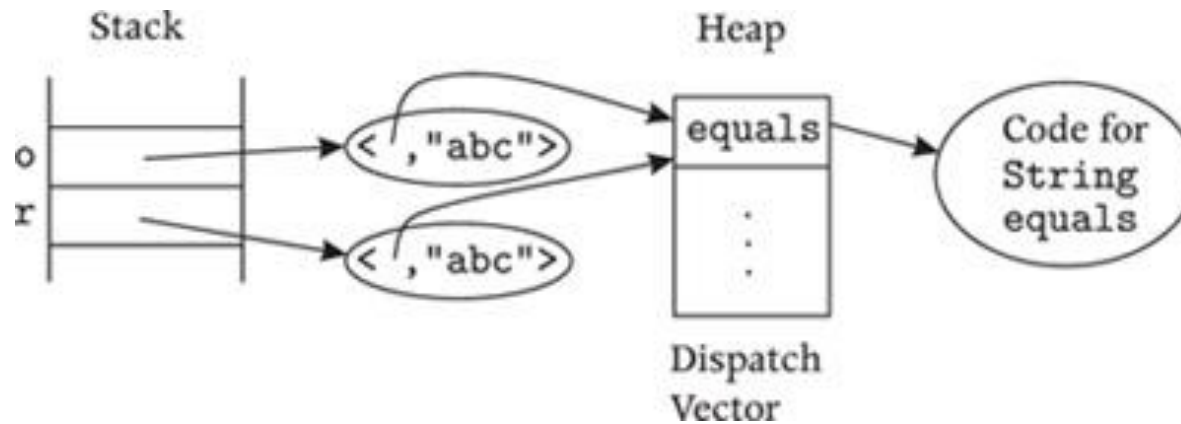 Stack
Heap
o
< ,"abc">
equals
Code for
String
equals
r
< ,"abc">
.
.
.
Dispatch
Vector